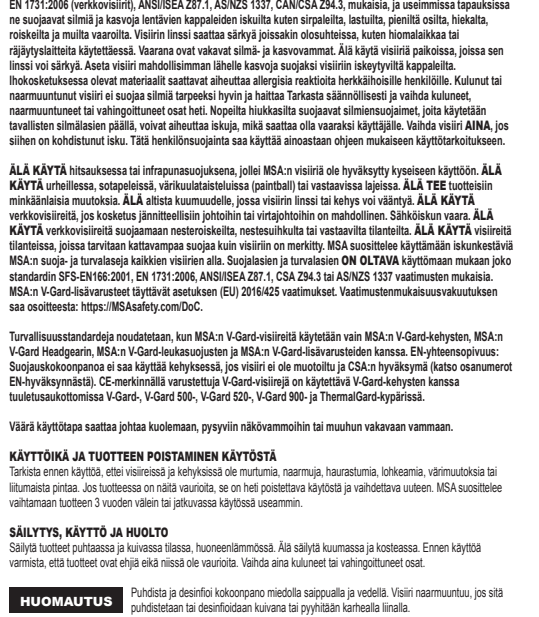 EN 1731:2006 (verkkovisiirit), ANSI/ISEA Z87.1, AS/NZS 1337, CAN/CSA Z94.3, mukaisia, ja useimmissa tapauksissa
ne suojaavat silmiä ja kasvoja lentävien kappaleiden iskuilta kuten sirpaleilta, lastuilta, pieniltä osilta, hiekalta,
roiskeilta ja muilta vaaroilta. Visiirin linssi saattaa särkyä joissakin olosuhteissa, kuten hiomalaikkaa tai
räjäytyslaitteita käytettäessä. Vaarana ovat vakavat silmä- ja kasvovammat. Älä käytä visiiriä paikoissa, joissa sen
linssi voi särkyä. Aseta visiiri mahdollisimman lähelle kasvoja suojaksi visiiriin iskeytyviltä kappaleilta.
Ihokosketuksessa olevat materiaalit saattavat aiheuttaa allergisia reaktioita herkkäihoisille henkilöille. Kulunut tai
naarmuuntunut visiiri ei suojaa silmiä tarpeeksi hyvin ja haittaa Tarkasta säännöllisesti ja vaihda kuluneet,
naarmuuntuneet tai vahingoittuneet osat heti. Nopeilta hiukkasilta suojaavat silmiensuojaimet, joita käytetään
tavallisten silmälasien päällä, voivat aiheuttaa iskuja, mikä saattaa olla vaaraksi käyttäjälle. Vaihda visiiri AINA, jos
siihen on kohdistunut isku. Tätä henkilönsuojainta saa käyttää ainoastaan ohjeen mukaiseen käyttötarkoitukseen.
ÄLÄ KÄYTÄ hitsauksessa tai infrapunasuojuksena, jollei MSA:n visiiriä ole hyväksytty kyseiseen käyttöön. ÄLÄ
KÄYTÄ urheillessa, sotapeleissä, värikuulataisteluissa (paintball) tai vastaavissa lajeissa. ÄLÄ TEE tuotteisiin
minkäänlaisia muutoksia. ÄLÄ altista kuumuudelle, jossa visiirin linssi tai kehys voi vääntyä. ÄLÄ KÄYTÄ
verkkovisiireitä, jos kosketus jännitteellisiin johtoihin tai virtajohtoihin on mahdollinen. Sähköiskun vaara. ÄLÄ
KÄYTÄ verkkovisiireitä suojaamaan nesteroiskeilta, nestesuihkulta tai vastaavilta tilanteilta. ÄLÄ KÄYTÄ visiireitä
tilanteissa, joissa tarvitaan kattavampaa suojaa kuin visiiriin on merkitty. MSA suosittelee käyttämään iskunkestäviä
MSA:n suoja- ja turvalaseja kaikkien visiirien alla. Suojalasien ja turvalasien ON OLTAVA käyttömaan mukaan joko
standardin SFS-EN166:2001, EN 1731:2006, ANSI/ISEA Z87.1, CSA Z94.3 tai AS/NZS 1337 vaatimusten mukaisia.
MSA:n V-Gard-lisävarusteet täyttävät asetuksen (EU) 2016/425 vaatimukset. Vaatimustenmukaisuusvakuutuksen
saa osoitteesta: https://MSAsafety.com/DoC.
Turvallisuusstandardeja noudatetaan, kun MSA:n V-Gard-visiireitä käytetään vain MSA:n V-Gard-kehysten, MSA:n
V-Gard Headgearin, MSA:n V-Gard-leukasuojusten ja MSA:n V-Gard-lisävarusteiden kanssa. EN-yhteensopivuus:
Suojauskokoonpanoa ei saa käyttää kehyksessä, jos visiiri ei ole muotoiltu ja CSA:n hyväksymä (katso osanumerot
EN-hyväksynnästä). CE-merkinnällä varustettuja V-Gard-visiirejä on käytettävä V-Gard-kehysten kanssa
tuuletusaukottomissa V-Gard-, V-Gard 500-, V-Gard 520-, V-Gard 900- ja ThermalGard-kypärissä.
Väärä käyttötapa saattaa johtaa kuolemaan, pysyviin näkövammoihin tai muuhun vakavaan vammaan.
KÄYTTÖIKÄ JA TUOTTEEN POISTAMINEN KÄYTÖSTÄ
Tarkista ennen käyttöä, ettei visiireissä ja kehyksissä ole murtumia, naarmuja, haurastumia, lohkeamia, värimuutoksia tai
liitumaista pintaa. Jos tuotteessa on näitä vaurioita, se on heti poistettava käytöstä ja vaihdettava uuteen. MSA suosittelee
vaihtamaan tuotteen 3 vuoden välein tai jatkuvassa käytössä useammin.
SÄILYTYS, KÄYTTÖ JA HUOLTO
Säilytä tuotteet puhtaassa ja kuivassa tilassa, huoneenlämmössä. Älä säilytä kuumassa ja kosteassa. Ennen käyttöä
varmista, että tuotteet ovat ehjiä eikä niissä ole vaurioita. Vaihda aina kuluneet tai vahingoittuneet osat.
HUOMAUTUS
Puhdista ja desinfioi kokoonpano miedolla saippualla ja vedellä. Visiiri naarmuuntuu, jos sitä
puhdistetaan tai desinfioidaan kuivana tai pyyhitään karhealla liinalla.